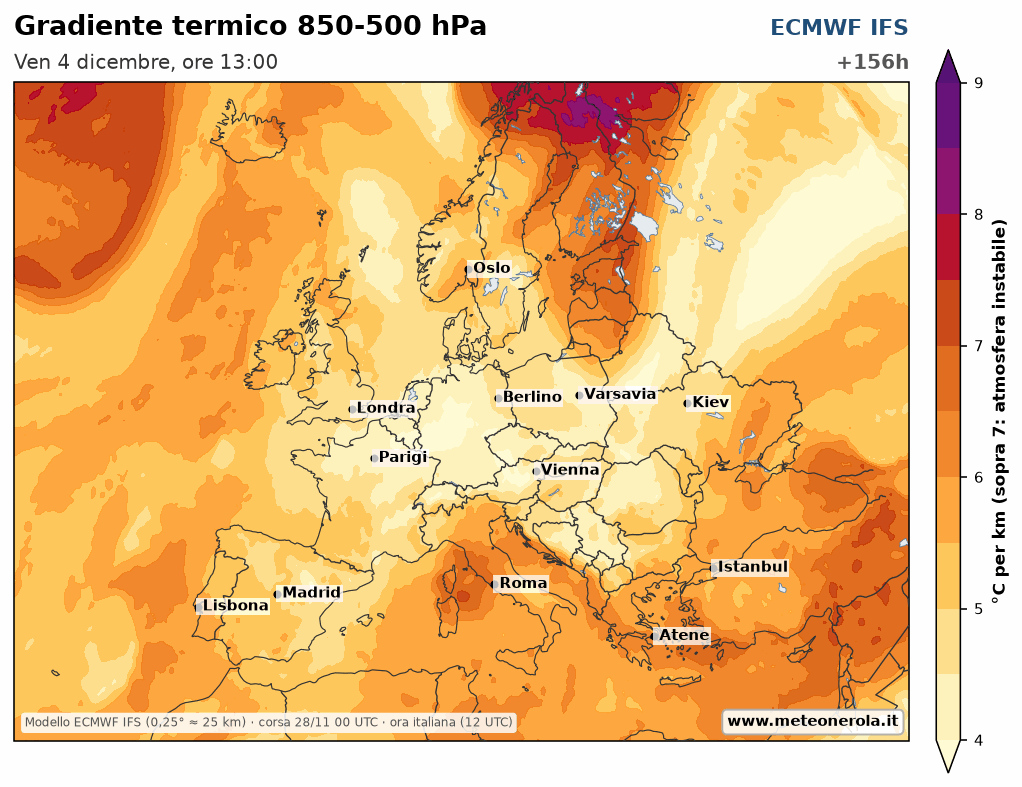 Gradiente termico 850-500 hPa
ECMWF IFS
Ven 4 dicembre, ore 13:00
+156h
Oslo
Berlino
Varsavia
Kiev
Londra
Parigi
Vienna
Istanbul
Roma
Madrid
Lisbona
Atene
Modello ECMWF IFS (0,25° ≈ 25 km) · corsa 28/11 00 UTC · ora italiana (12 UTC)
www.meteonerola.it
9
8
7
6
5
4
°C per km (sopra 7: atmosfera instabile)